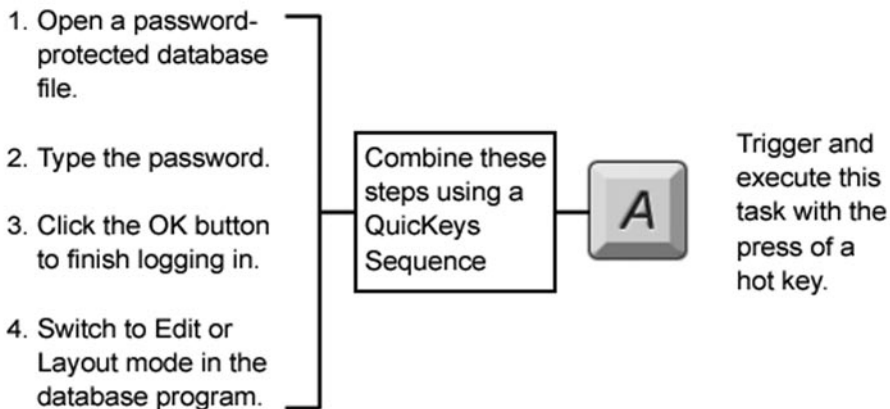 1. Open a password-
protected database
file.
2. Type the password.
3. Click the OK button
to finish logging in.
4. Switch to Edit or
Layout mode in the
database program.
Combine these
steps using a
QuicKeys
Sequence
A
Trigger and
execute this
task with the
press of a
hot key.